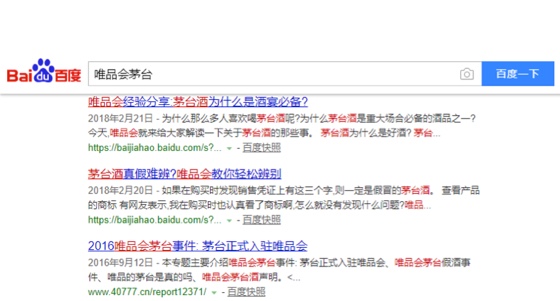 Bai du 百度
唯品会茅台
百度一下
唯品会经验分享 茅台酒为什么是酒宴必备?
2018年2月21日 - 为什么那么多人喜欢喝茅台酒呢?为什么茅台酒是重大场合必备的酒品之一?
今天,唯品会就来给大家解读一下关于茅台酒的那些事。 茅台酒为什么是好酒? 茅台...
https://baijiahao.baidu.com/s?... - 百度快照
茅台酒真假难辨?唯品会教你轻松辨别
2018年2月20日 - 如果在购买时发现销售凭证上有这三个字,则一定是假冒的茅台酒。 查看产品
的商标 有网友表示,我在购买时也认真看了商标啊,怎么就没有发现什么问题?唯品...
https://baijiahao.baidu.com/s?... - 百度快照
2016唯品会茅台事件: 茅台正式入驻唯品会
2016年9月12日 - 本专题主要介绍唯品会茅台事件: 茅台正式入驻唯品会、唯品会茅台假酒事
件、唯品的茅台是真的吗、唯品会茅台酒声明。<...
www.40777.cn/report12371/ - 百度快照